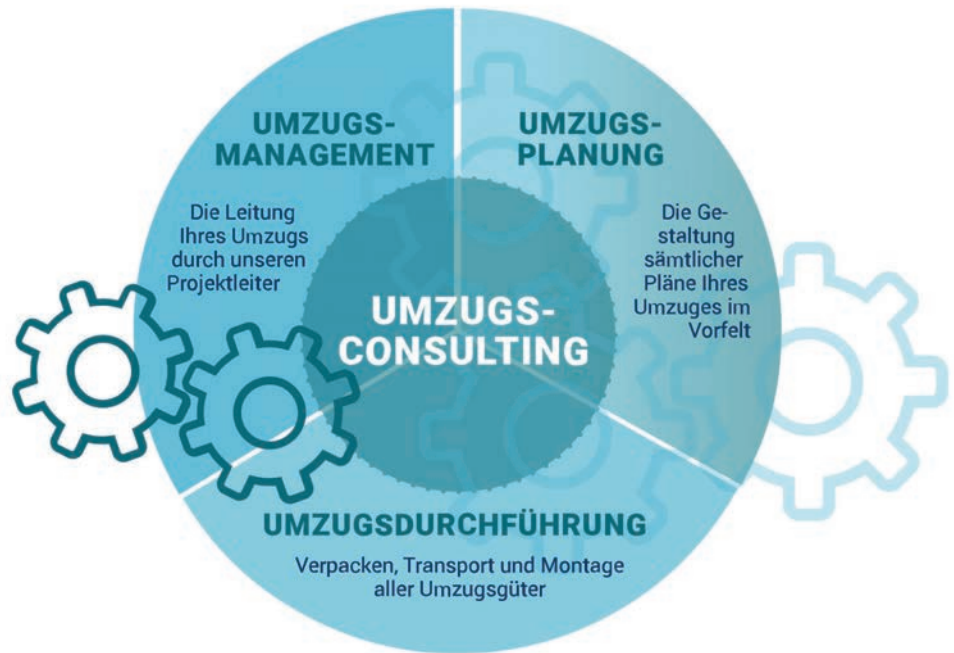 UMZUGS-
MANAGEMENT
Die Leitung
Ihres Umzugs
durch unseren
Projektleiter
UMZUGS-
PLANUNG
Die Ge-
staltung
sämtlicher
Pläne Ihres
Umzuges im
Vorfelt
UMZUGS-
CONSULTING
UMZUGSDURCHFÜHRUNG
Verpacken, Transport und Montage
aller Umzugsgüter